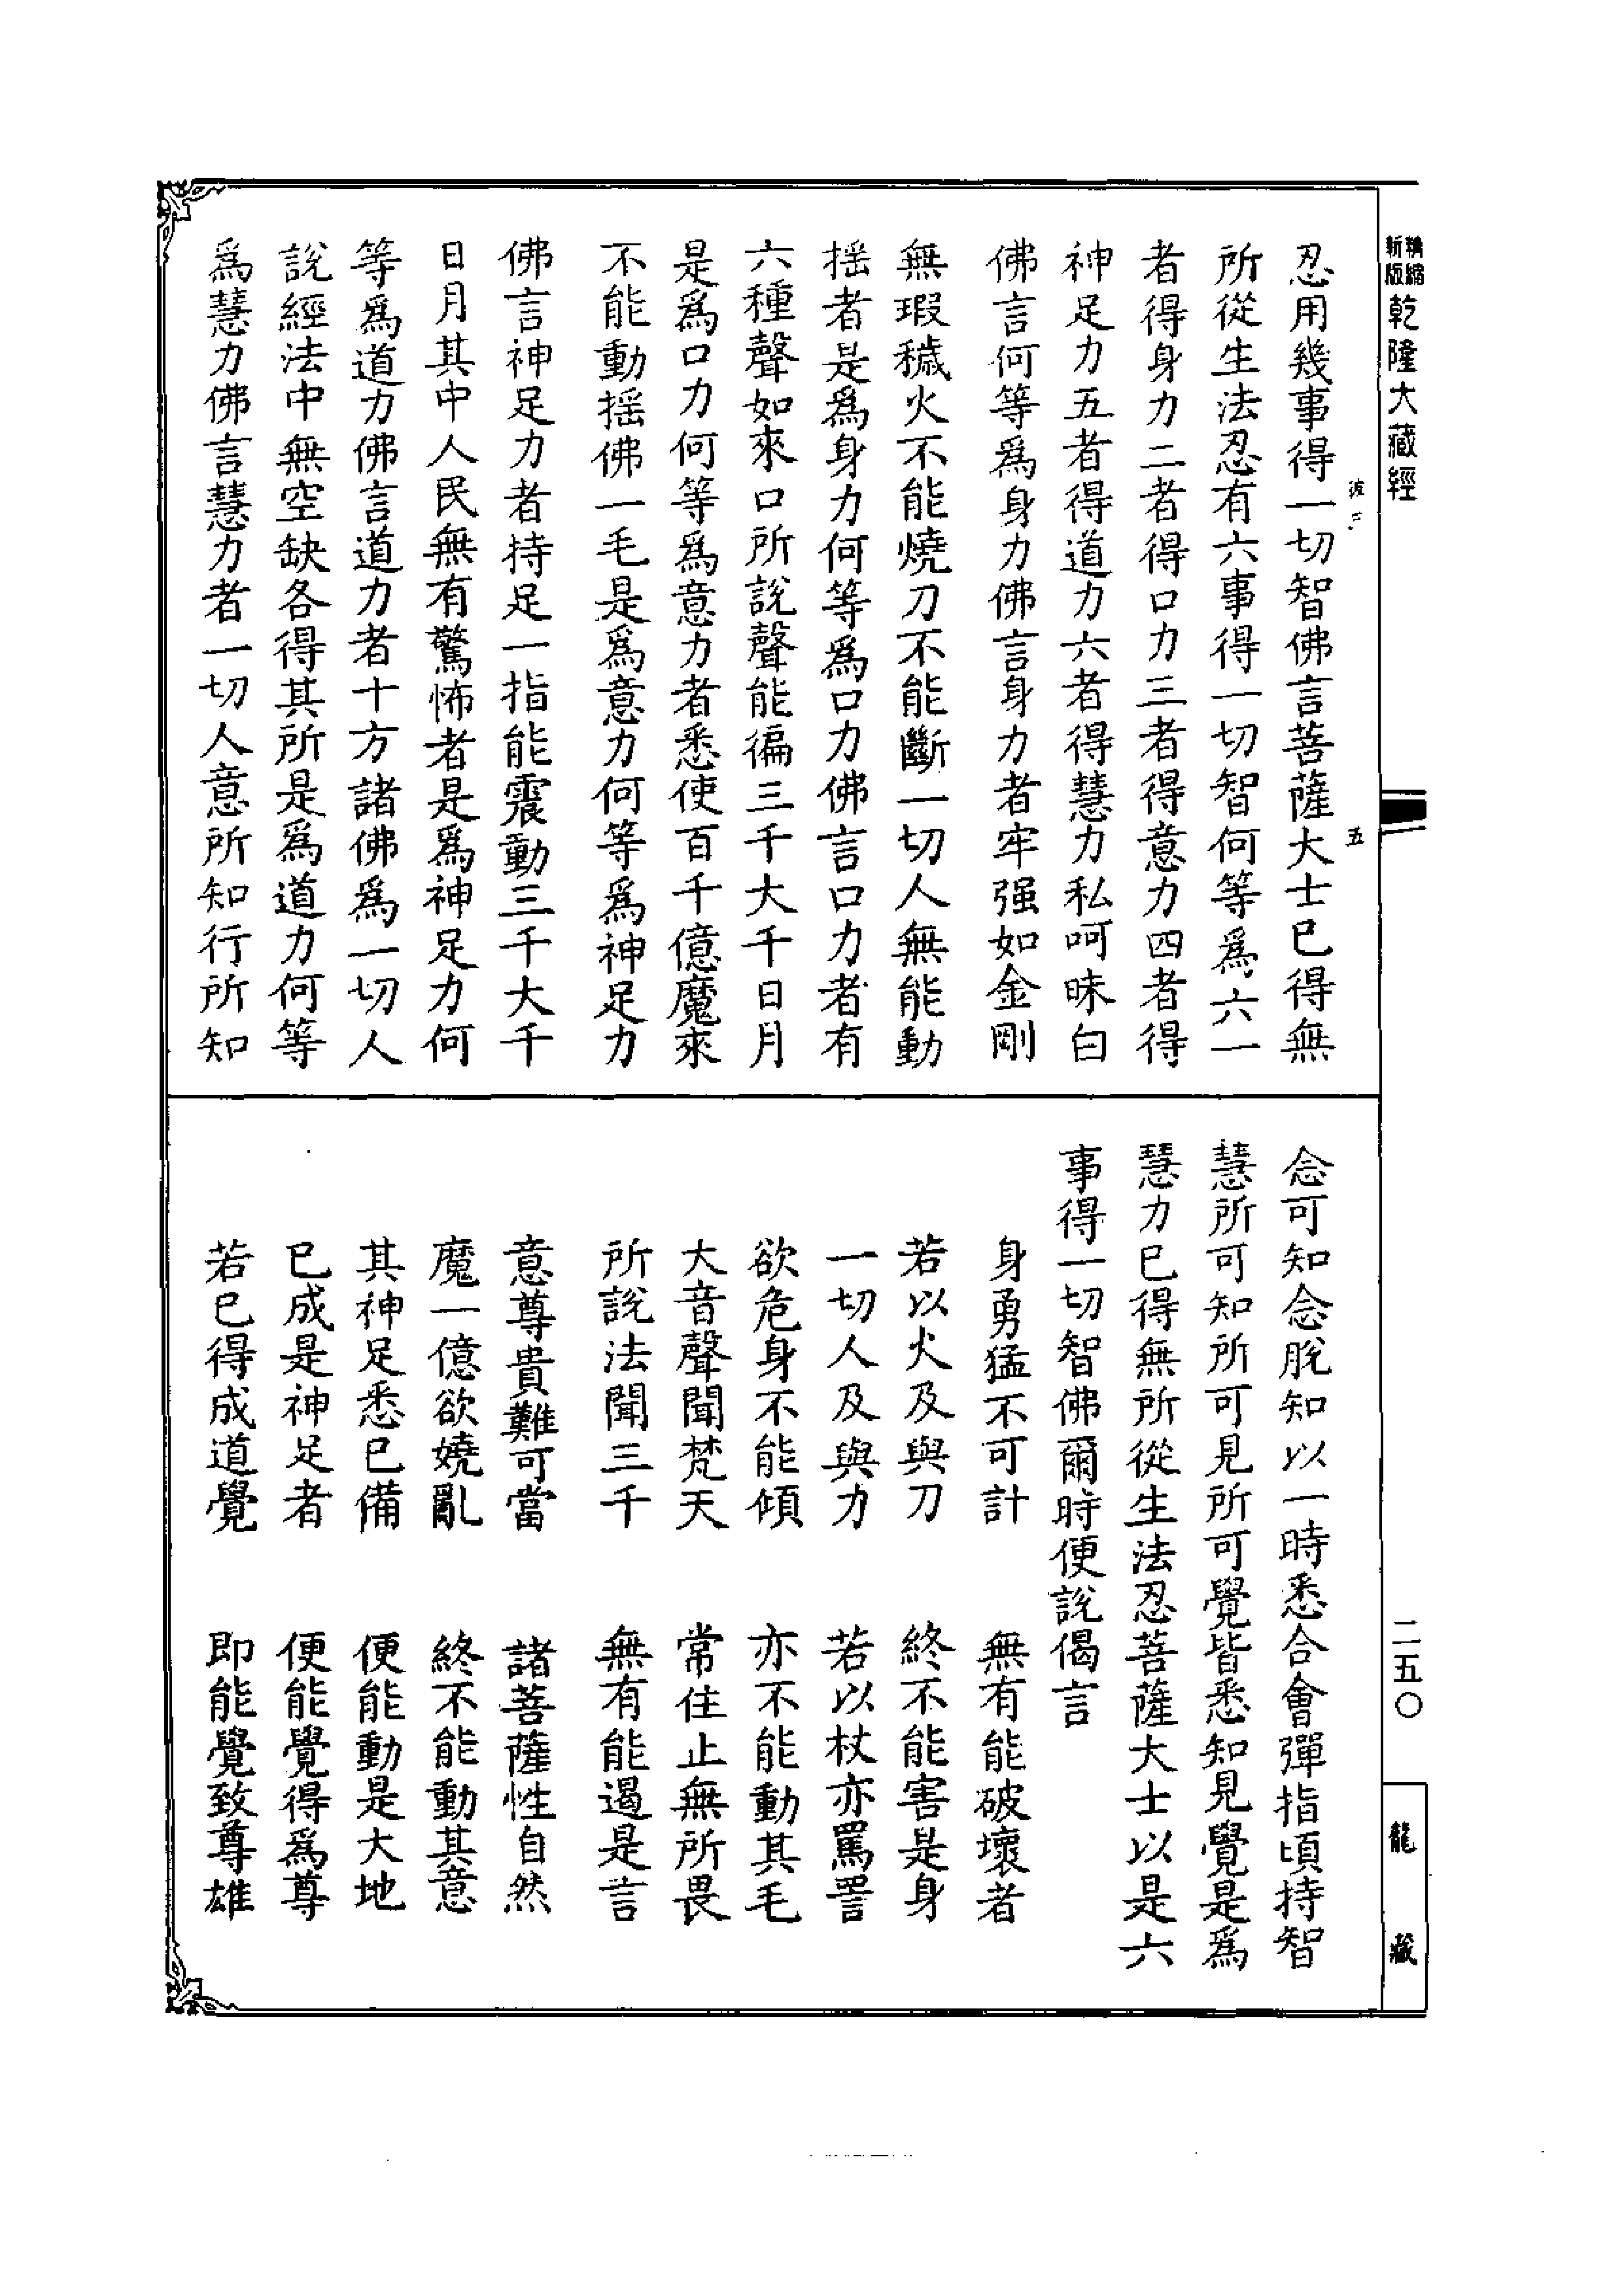 精縮新版乾隆大藏經
二五〇
龍藏
彼
五
忍用幾事得一切智佛言菩薩大士已得無
所從生法忍有六事得一切智何等爲六一
者得身力二者得口力三者得意力四者得
神足力五者得道力六者得慧力私呵昧白
佛言何等爲身力佛言身力者牢强如金剛
無瑕穢火不能燒刀不能斷一切人無能動
揺者是爲身力何等爲口力佛言口力者有
六種聲如來口所說聲能徧三千大千日月
是爲口力何等爲意力者悉使百千億魔來
不能動揺佛一毛是爲意力何等爲神足力
佛言神足力者持足一指能震動三千大千
日月其中人民無有驚怖者是爲神足力何
等爲道力佛言道力者十方諸佛爲一切人
說經法中無空缺各得其所是爲道力何等
爲慧力佛言慧力者一切人意所知行所知
念可知念脫知以一時悉合會彈指頃持智
慧所可知所可見所可覺皆悉知見覺是爲
慧力已得無所從生法忍菩薩大士以是六
事得一切智佛爾時便說偈言
身勇猛不可計 無有能破壞者
若以火及與刀 終不能害是身
一切人及與力 若以杖亦罵詈
欲危身不能傾 亦不能動其毛
大音聲聞梵天 常住止無所畏
所說法聞三千 無有能遏是言
意尊貴難可當 諸菩薩性自然
魔一億欲嬈亂 終不能動其意
其神足悉已備 便能動是大地
已成是神足者 便能覺得爲尊
若已得成道覺 即能覺致尊雄